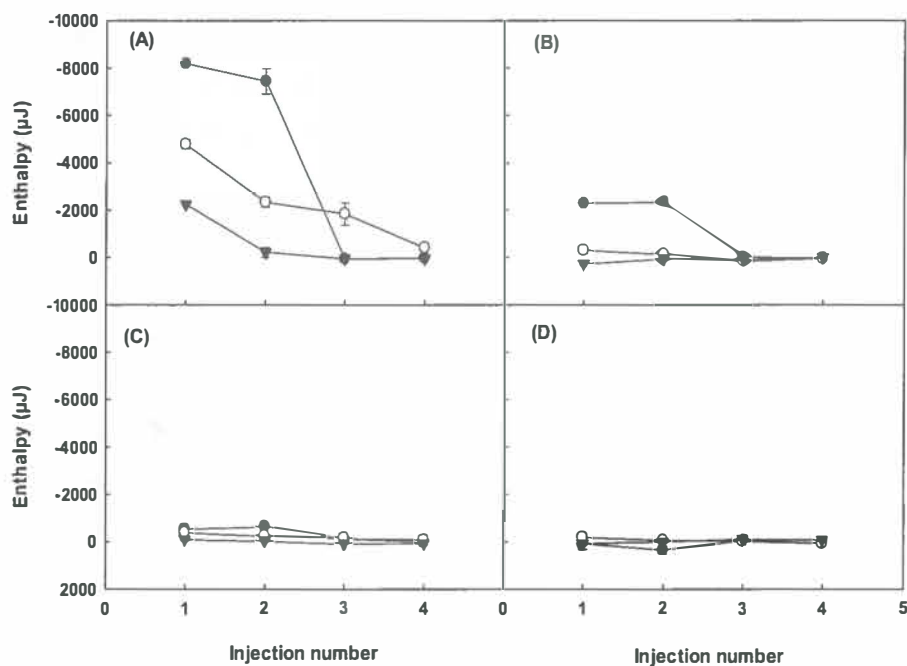 -10000
(A)
(B)
-8000
-6000
-4000
-2000
0
Enthalpy (µJ)
-10000
(C)
(D)
-8000
-6000
-4000
-2000
0
2000
Enthalpy (µJ)
0 1 2 3 4 0 1 2 3 4 5
Injection number Injection number